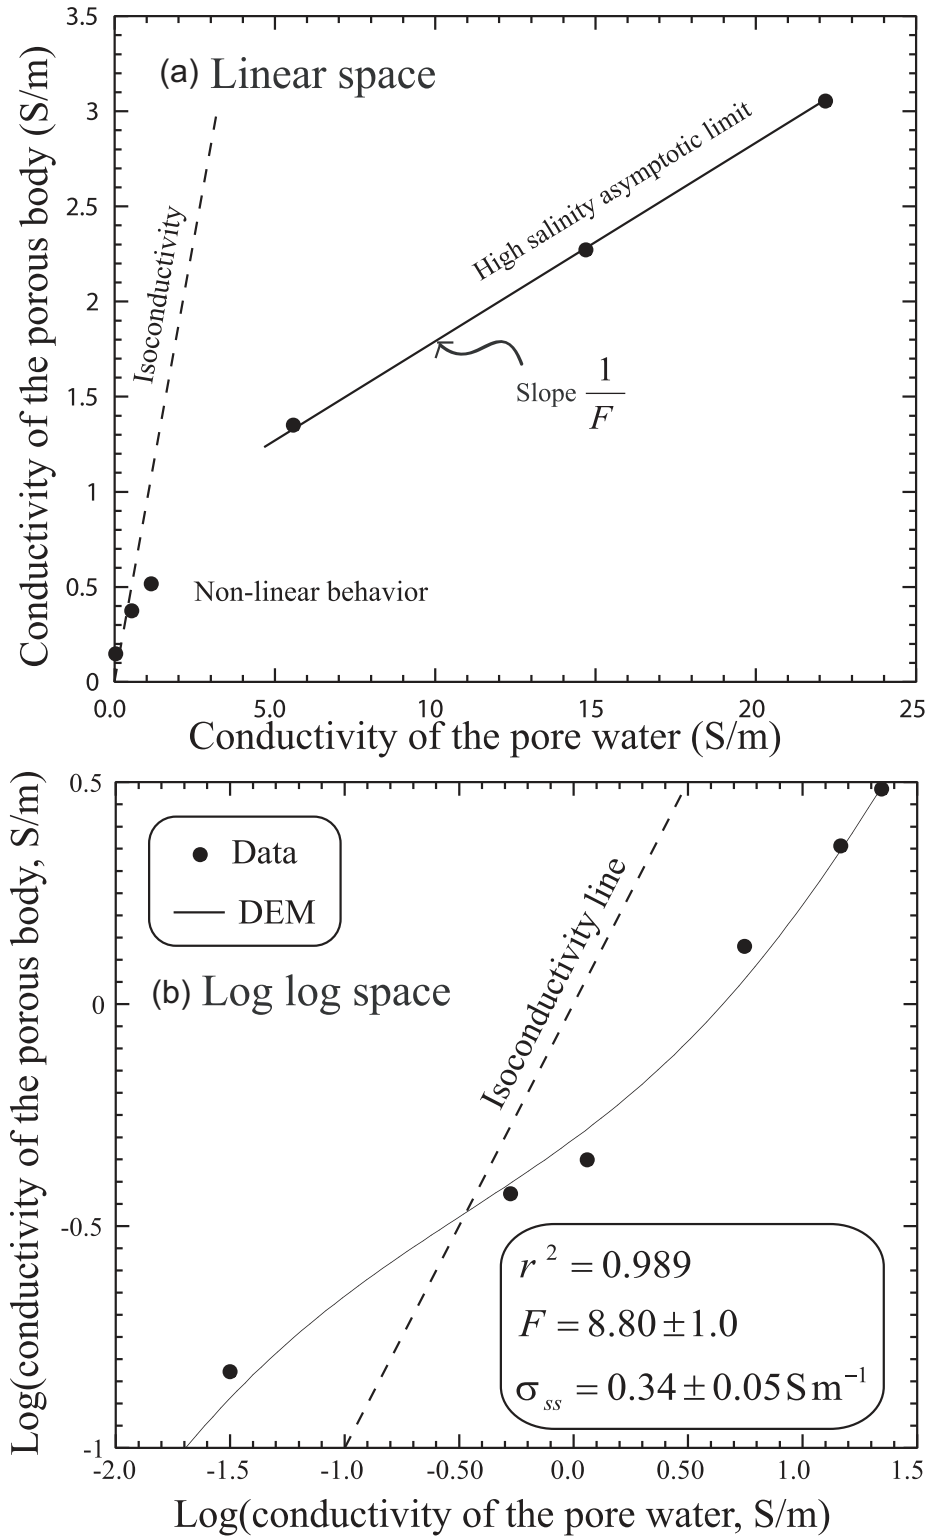 3.5
3
2.5
2
1.5
1
0.5
0
(a) Linear space
Conductivity of the porous body (S/m)
Isoconductivity
High salinity asymptotic limit
Slope 1/F
Non-linear behavior
0.0 5.0 10 15 20 25
Conductivity of the pore water (S/m)
0.5
0
-0.5
-1
Log(conductivity of the porous body, S/m)
Data
DEM
(b) Log log space
Isoconductivity line
r² = 0.989
F = 8.80 ± 1.0
σss = 0.34 ± 0.05 S m⁻¹
-2.0 -1.5 -1.0 -0.50 0.0 0.50 1.0 1.5
Log(conductivity of the pore water, S/m)